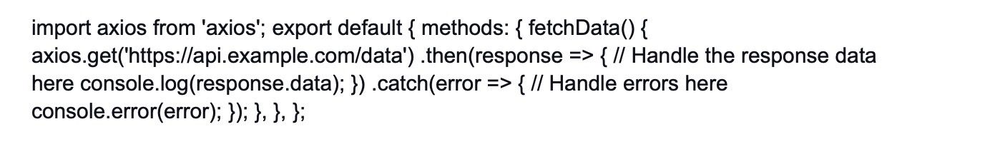 import axios from 'axios'; export default { methods: { fetchData() {
axios.get('https://api.example.com/data') .then(response => { // Handle the response data
here console.log(response.data); }) .catch(error => { // Handle errors here
console.error(error); }); }, }, };